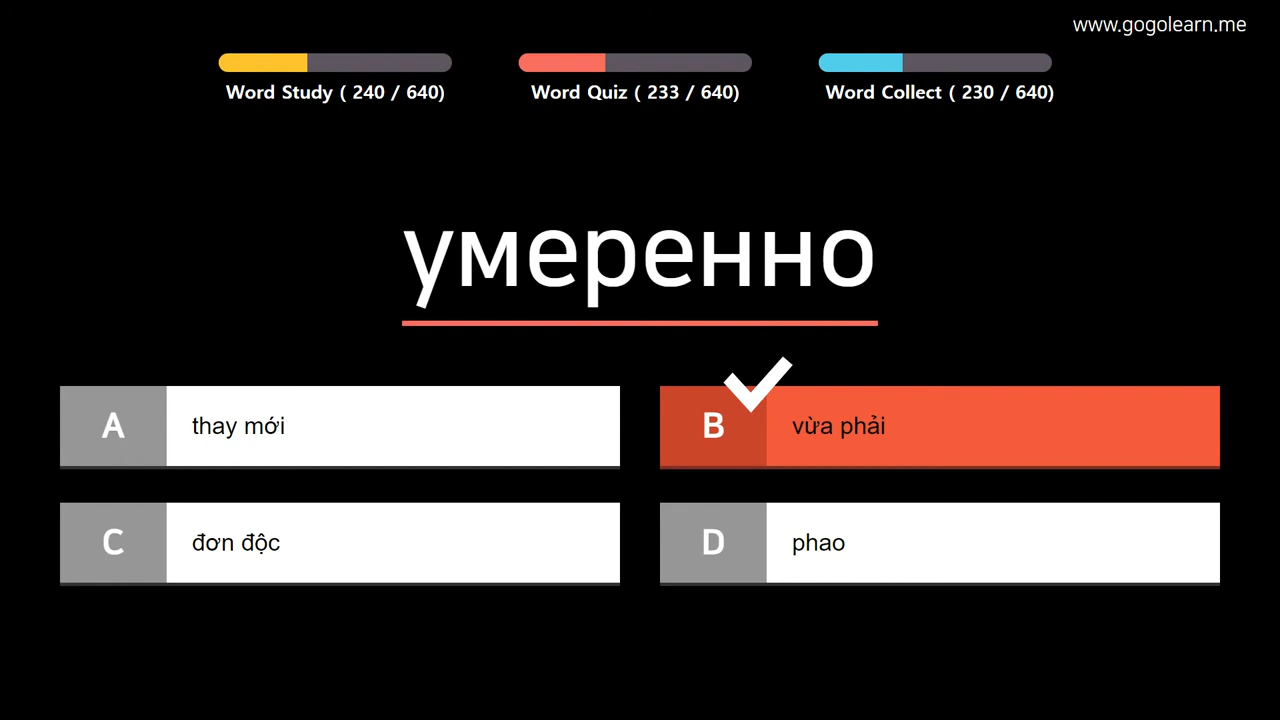 www.gogolearn.me
Word Study ( 240 / 640)
Word Quiz ( 233 / 640)
Word Collect ( 230 / 640)
умеренно
A thay mới
B vừa phải
C đơn độc
D phao